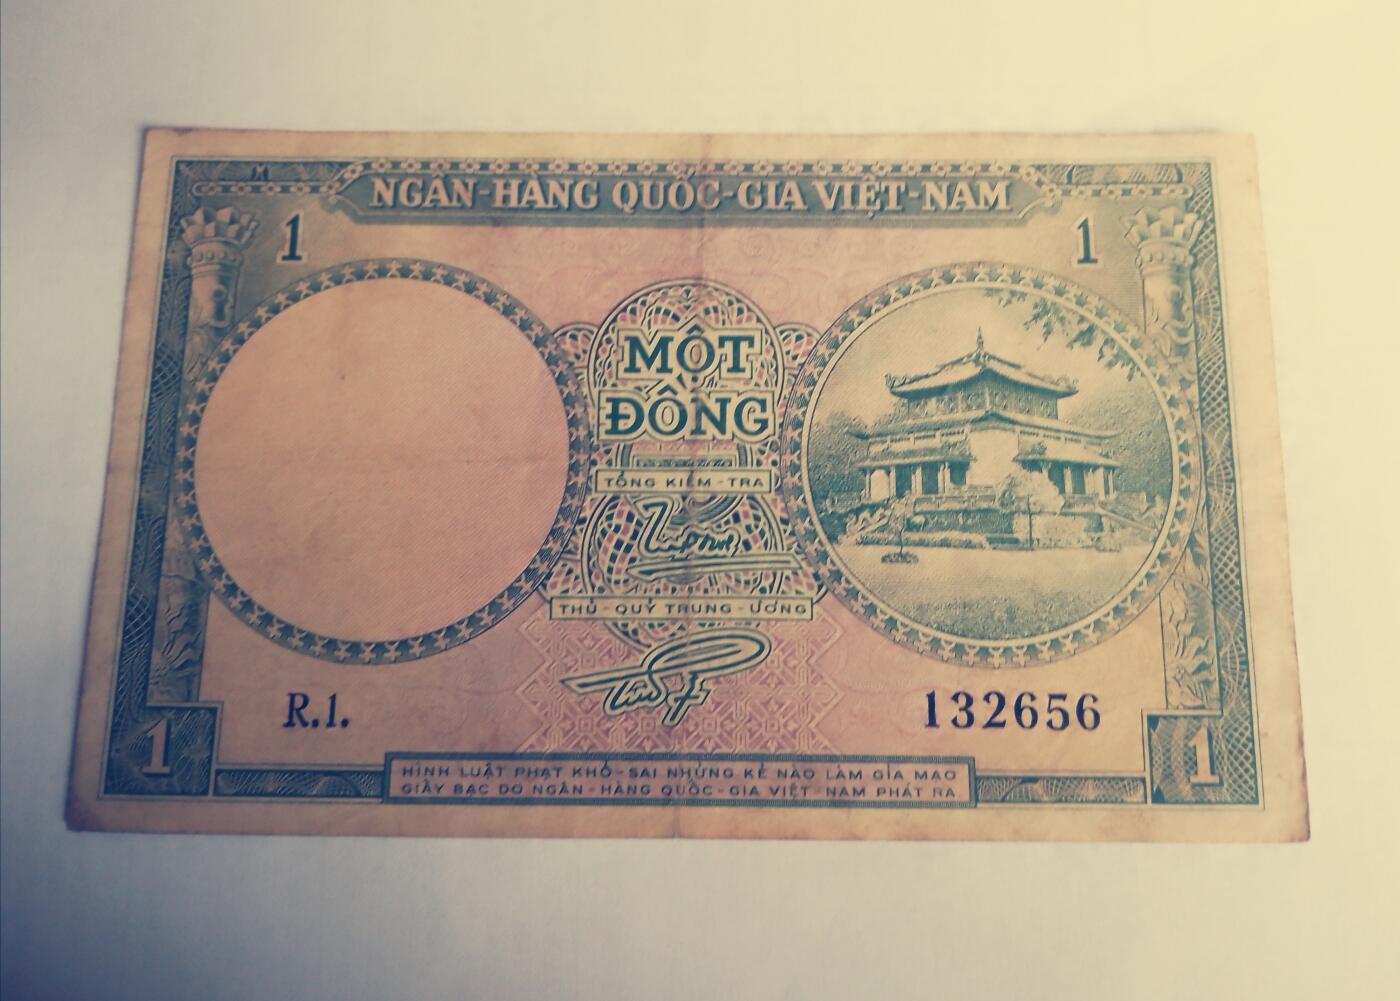 NGÂN-HÀNG QUỐC-GIA VIỆT-NAM
1
1
MỘT
ĐỒNG
TỔNG KIỂM-TRA
THỦ-QUỸ TRUNG-ƯƠNG
R.1.
132656
1
1
HÌNH LUẬT PHẠT KHỔ-SAI NHỮNG KẺ NÀO LÀM GIẢ MẠO
GIẤY BẠC DO NGÂN-HÀNG QUỐC-GIA VIỆT-NAM PHÁT RA